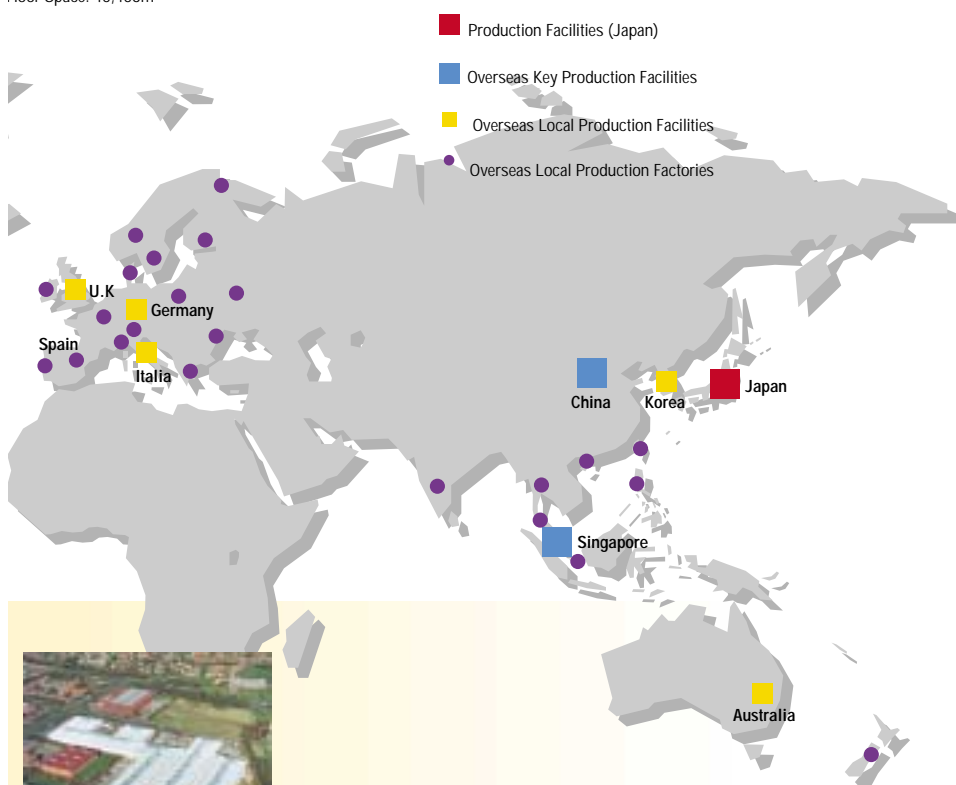 Production Facilities (Japan)
Overseas Key Production Facilities
Overseas Local Production Facilities
Overseas Local Production Factories
U.K
Germany
Spain
Italia
China
Korea
Japan
Singapore
Australia